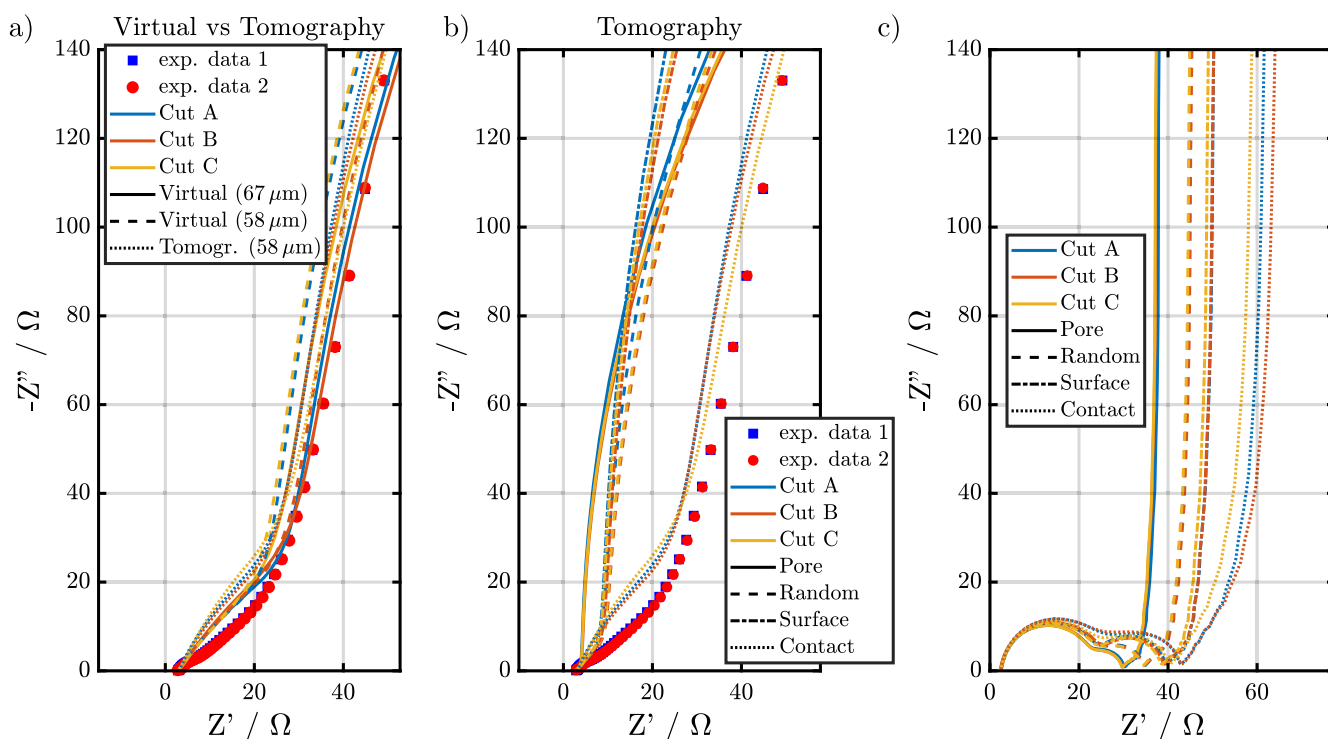 a)
Virtual vs Tomography
140
120
100
80
60
40
20
0
-Z" / Ω
exp. data 1
exp. data 2
Cut A
Cut B
Cut C
Virtual (67 μm)
Virtual (58 μm)
Tomogr. (58 μm)
0 20 40
Z' / Ω
b)
Tomography
140
120
100
80
60
40
20
0
-Z" / Ω
exp. data 1
exp. data 2
Cut A
Cut B
Cut C
Pore
Random
Surface
Contact
0 20 40
Z' / Ω
c)
140
120
100
80
60
40
20
0
-Z" / Ω
Cut A
Cut B
Cut C
Pore
Random
Surface
Contact
0 20 40 60
Z' / Ω